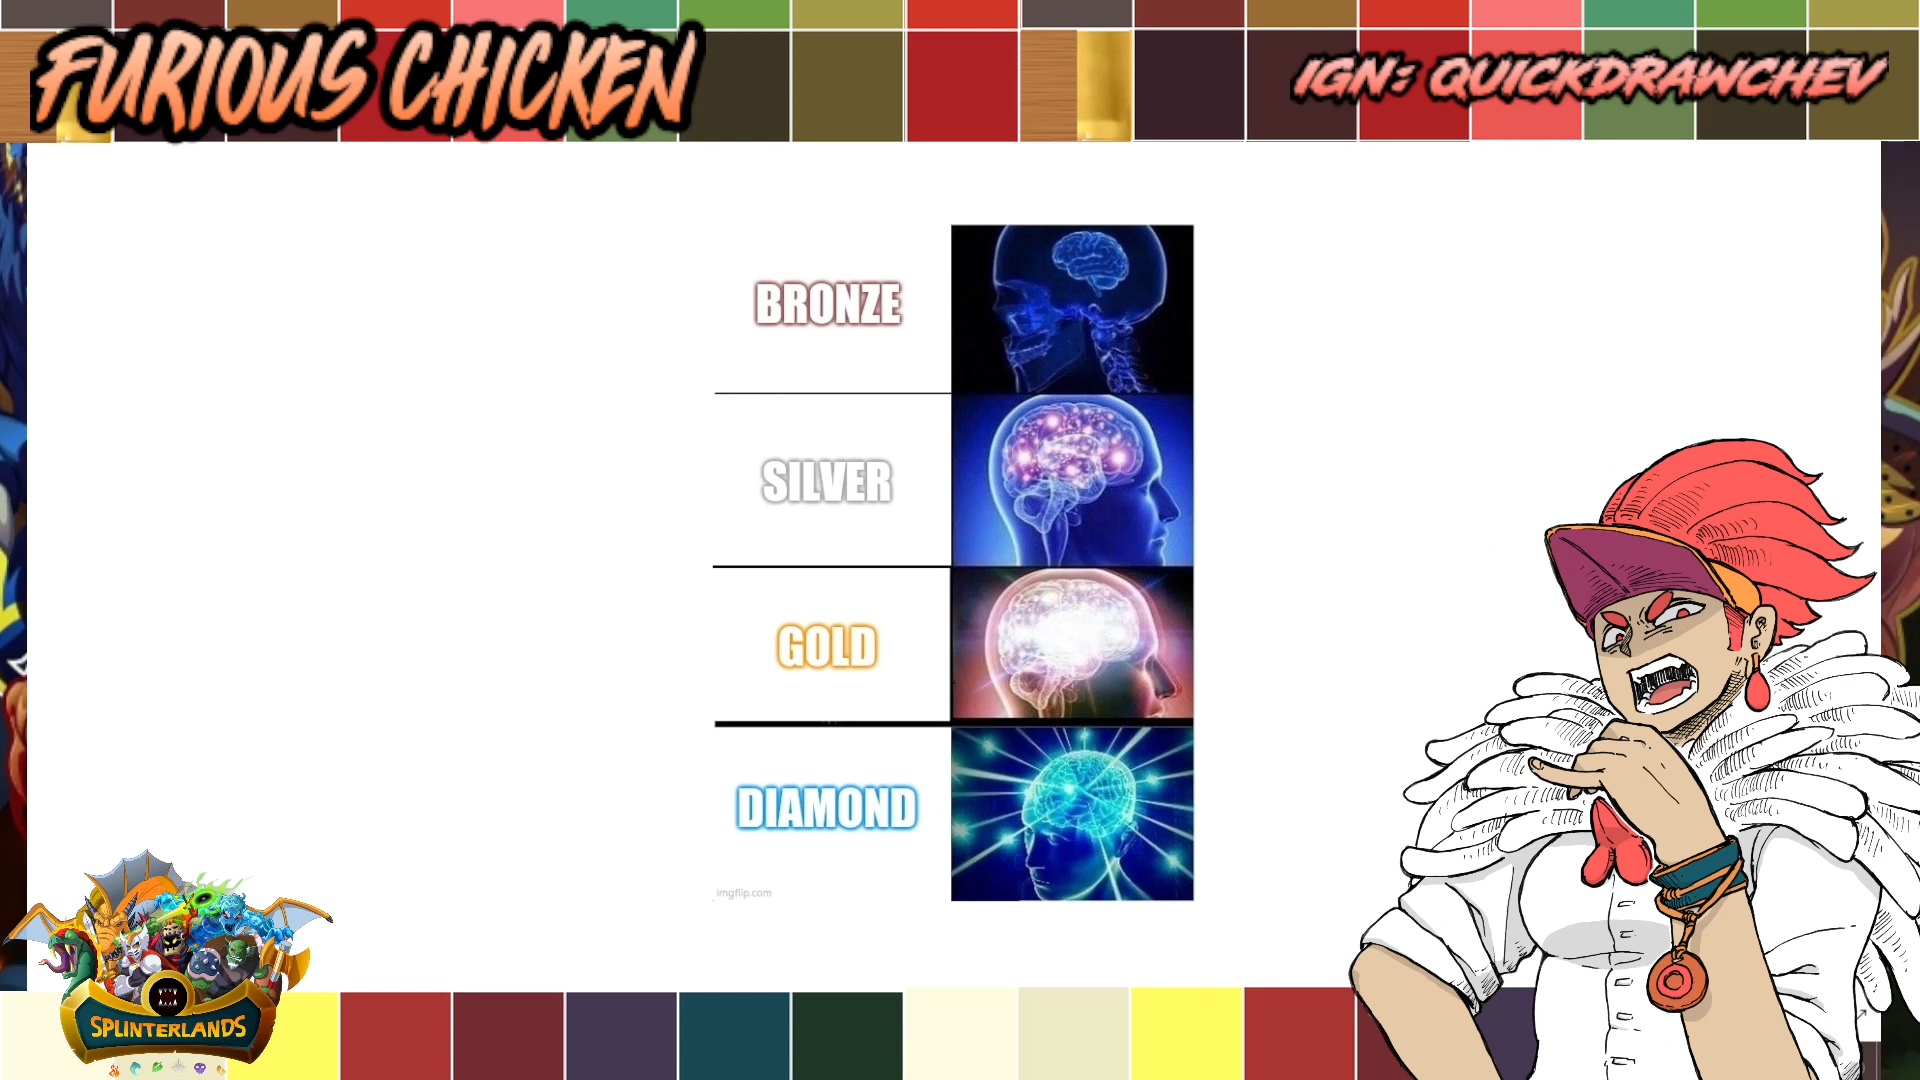 FURIOUS CHICKEN
IGN: QUICKDRAWCHEV
BRONZE
SILVER
GOLD
DIAMOND
imgflip.com
SPLINTERLANDS